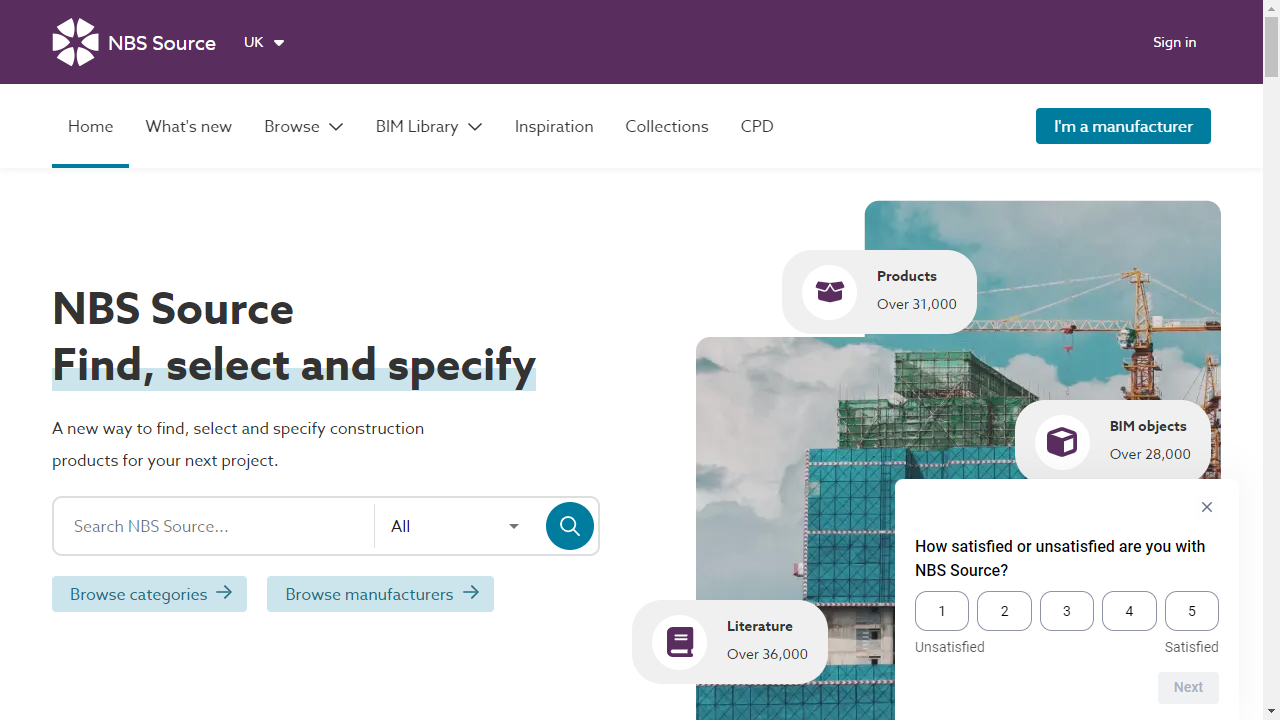 NBS Source
UK
Sign in
Home
What's new
Browse
BIM Library
Inspiration
Collections
CPD
I'm a manufacturer
NBS Source
Find, select and specify
A new way to find, select and specify construction
products for your next project.
Search NBS Source...
All
Browse categories
Browse manufacturers
Products
Over 31,000
BIM objects
Over 28,000
Literature
Over 36,000
How satisfied or unsatisfied are you with
NBS Source?
1
2
3
4
5
Unsatisfied
Satisfied
Next